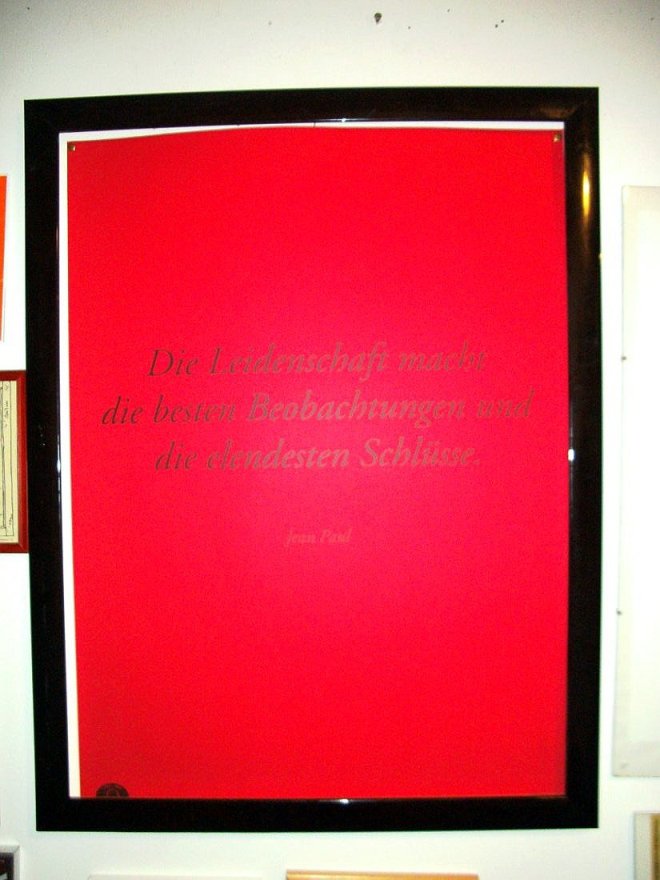 Die Leidenschaft macht
die besten Beobachtungen und
die elendesten Schlüsse.
Jean Paul